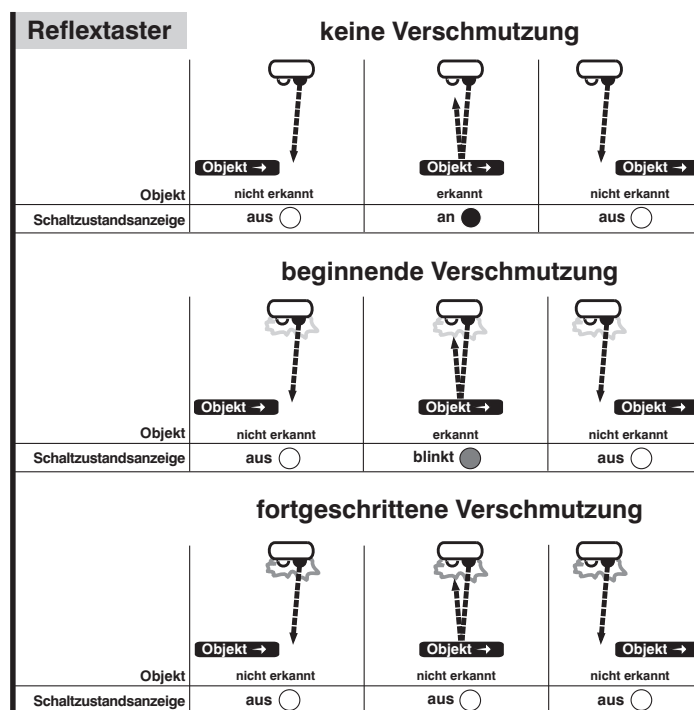 Reflextaster
keine Verschmutzung
Objekt → Objekt → Objekt →
Objekt nicht erkannt erkannt nicht erkannt
Schaltzustandsanzeige aus an aus
beginnende Verschmutzung
Objekt → Objekt → Objekt →
Objekt nicht erkannt erkannt nicht erkannt
Schaltzustandsanzeige aus blinkt aus
fortgeschrittene Verschmutzung
Objekt → Objekt → Objekt →
Objekt nicht erkannt nicht erkannt nicht erkannt
Schaltzustandsanzeige aus aus aus